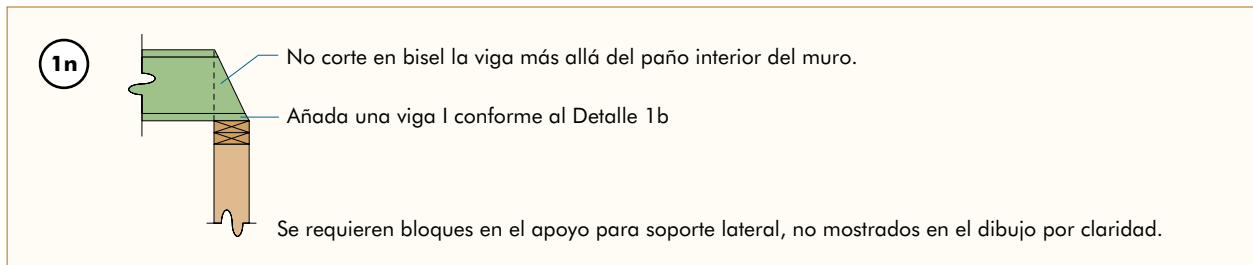 1n
No corte en bisel la viga más allá del paño interior del muro.
Añada una viga I conforme al Detalle 1b
Se requieren bloques en el apoyo para soporte lateral, no mostrados en el dibujo por claridad.